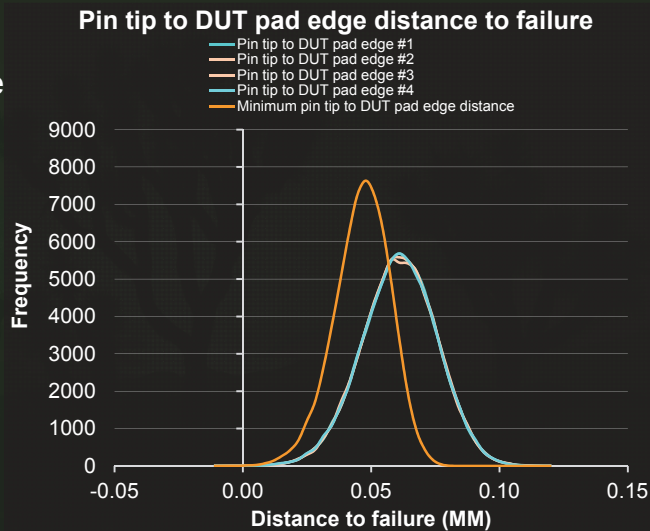 Pin tip to DUT pad edge distance to failure
Pin tip to DUT pad edge #1
Pin tip to DUT pad edge #2
Pin tip to DUT pad edge #3
Pin tip to DUT pad edge #4
Minimum pin tip to DUT pad edge distance
e
9000
8000
7000
6000
5000
4000
3000
2000
1000
0
Frequency
-0.05 0.00 0.05 0.10 0.15
Distance to failure (MM)